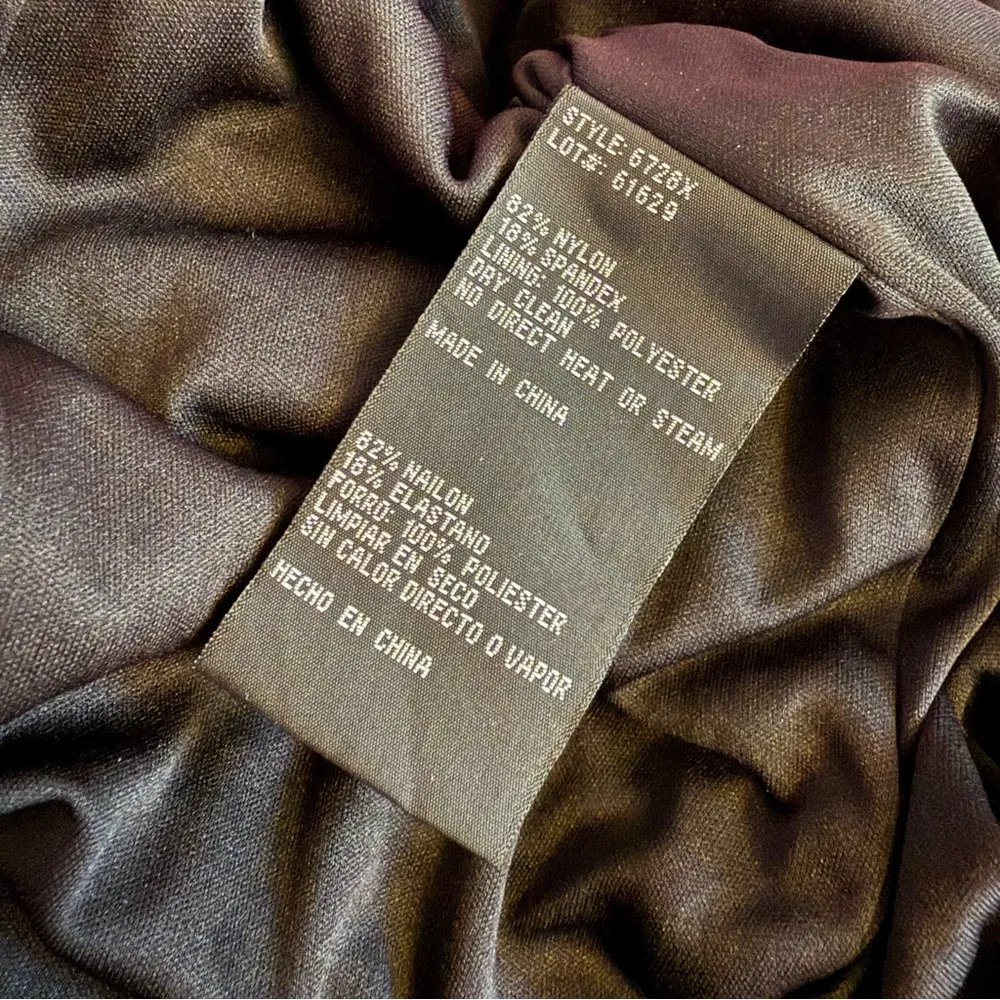 STYLE: 6726X
LOT#: 61629
82% NYLON
18% SPANDEX
LINING: 100% POLYESTER
DRY CLEAN
NO DIRECT HEAT OR STEAM
MADE IN CHINA
82% NAILON
18% ELASTANO
FORRO: 100% POLIESTER
LIMPIAR EN SECO
SIN CALOR DIRECTO O VAPOR
HECHO EN CHINA